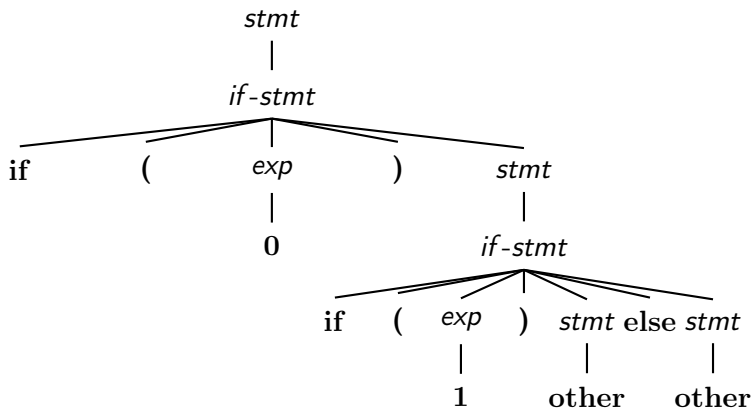 stmt
if-stmt
if ( exp ) stmt
0 if-stmt
if ( exp ) stmt else stmt
1 other other